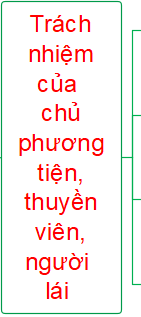 Trách
nhiệm
của
chủ
phương
tiện,
thuyền
viên,
người
lái